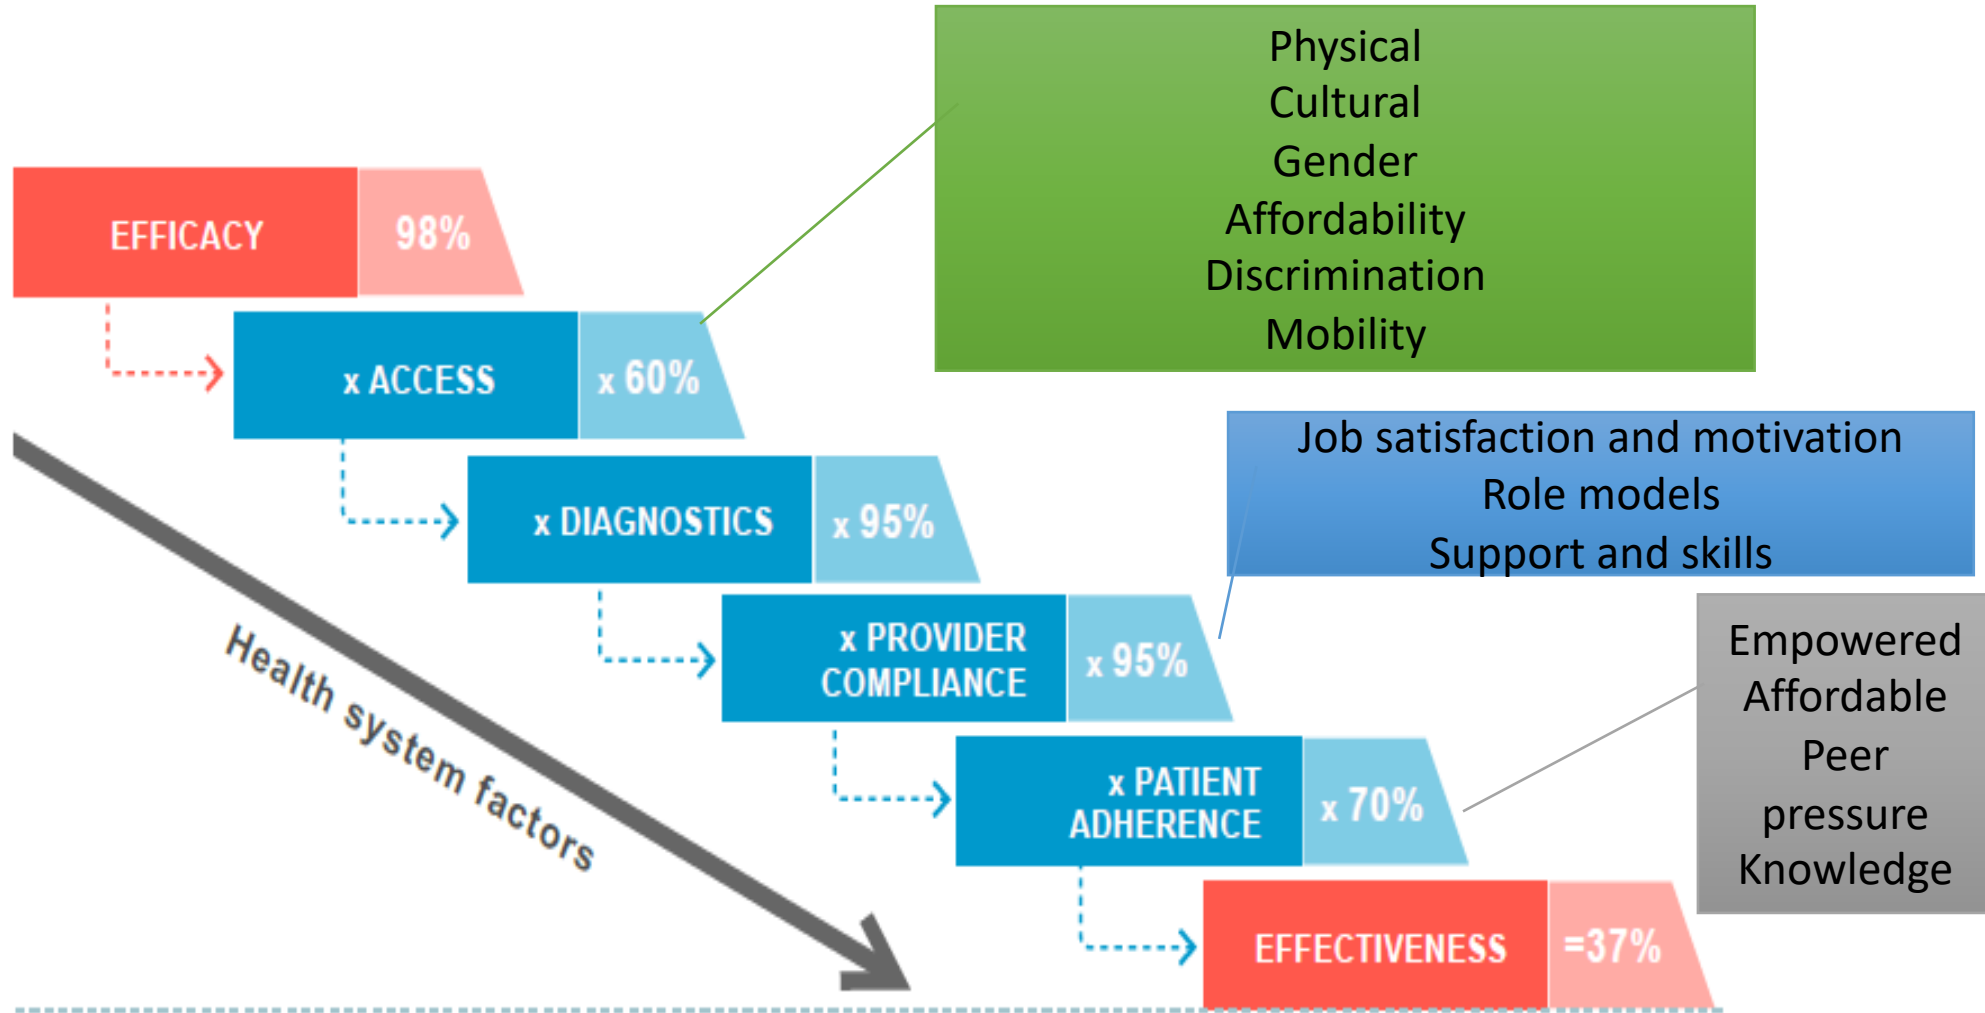 EFFICACY 98%
x ACCESS x 60%
x DIAGNOSTICS x 95%
x PROVIDER
COMPLIANCE x 95%
x PATIENT
ADHERENCE x 70%
EFFECTIVENESS =37%
Health system factors
Physical
Cultural
Gender
Affordability
Discrimination
Mobility
Job satisfaction and motivation
Role models
Support and skills
Empowered
Affordable
Peer
pressure
Knowledge